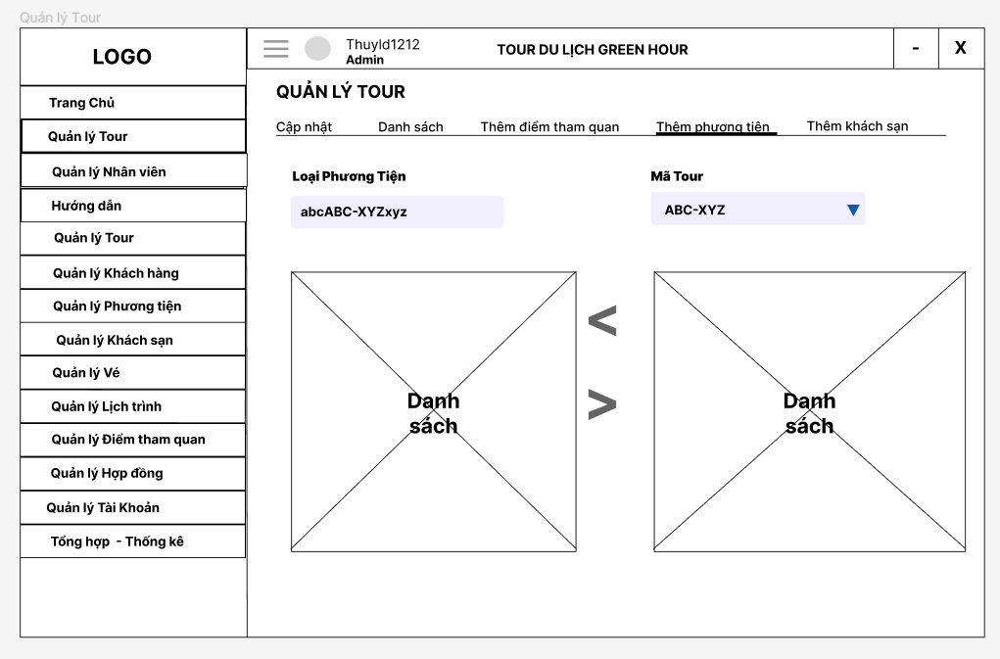 Quản lý Tour
LOGO
Thuyld1212
Admin
TOUR DU LỊCH GREEN HOUR
-
X
Trang Chủ
Quản lý Tour
Quản lý Nhân viên
Hướng dẫn
Quản lý Tour
Quản lý Khách hàng
Quản lý Phương tiện
Quản lý Khách sạn
Quản lý Vé
Quản lý Lịch trình
Quản lý Điểm tham quan
Quản lý Hợp đồng
Quản lý Tài Khoản
Tổng hợp - Thống kê
QUẢN LÝ TOUR
Cập nhật Danh sách Thêm điểm tham quan Thêm phương tiện Thêm khách sạn
Loại Phương Tiện
abcABC-XYZxyz
Mã Tour
ABC-XYZ
Danh
sách
<
>
Danh
sách